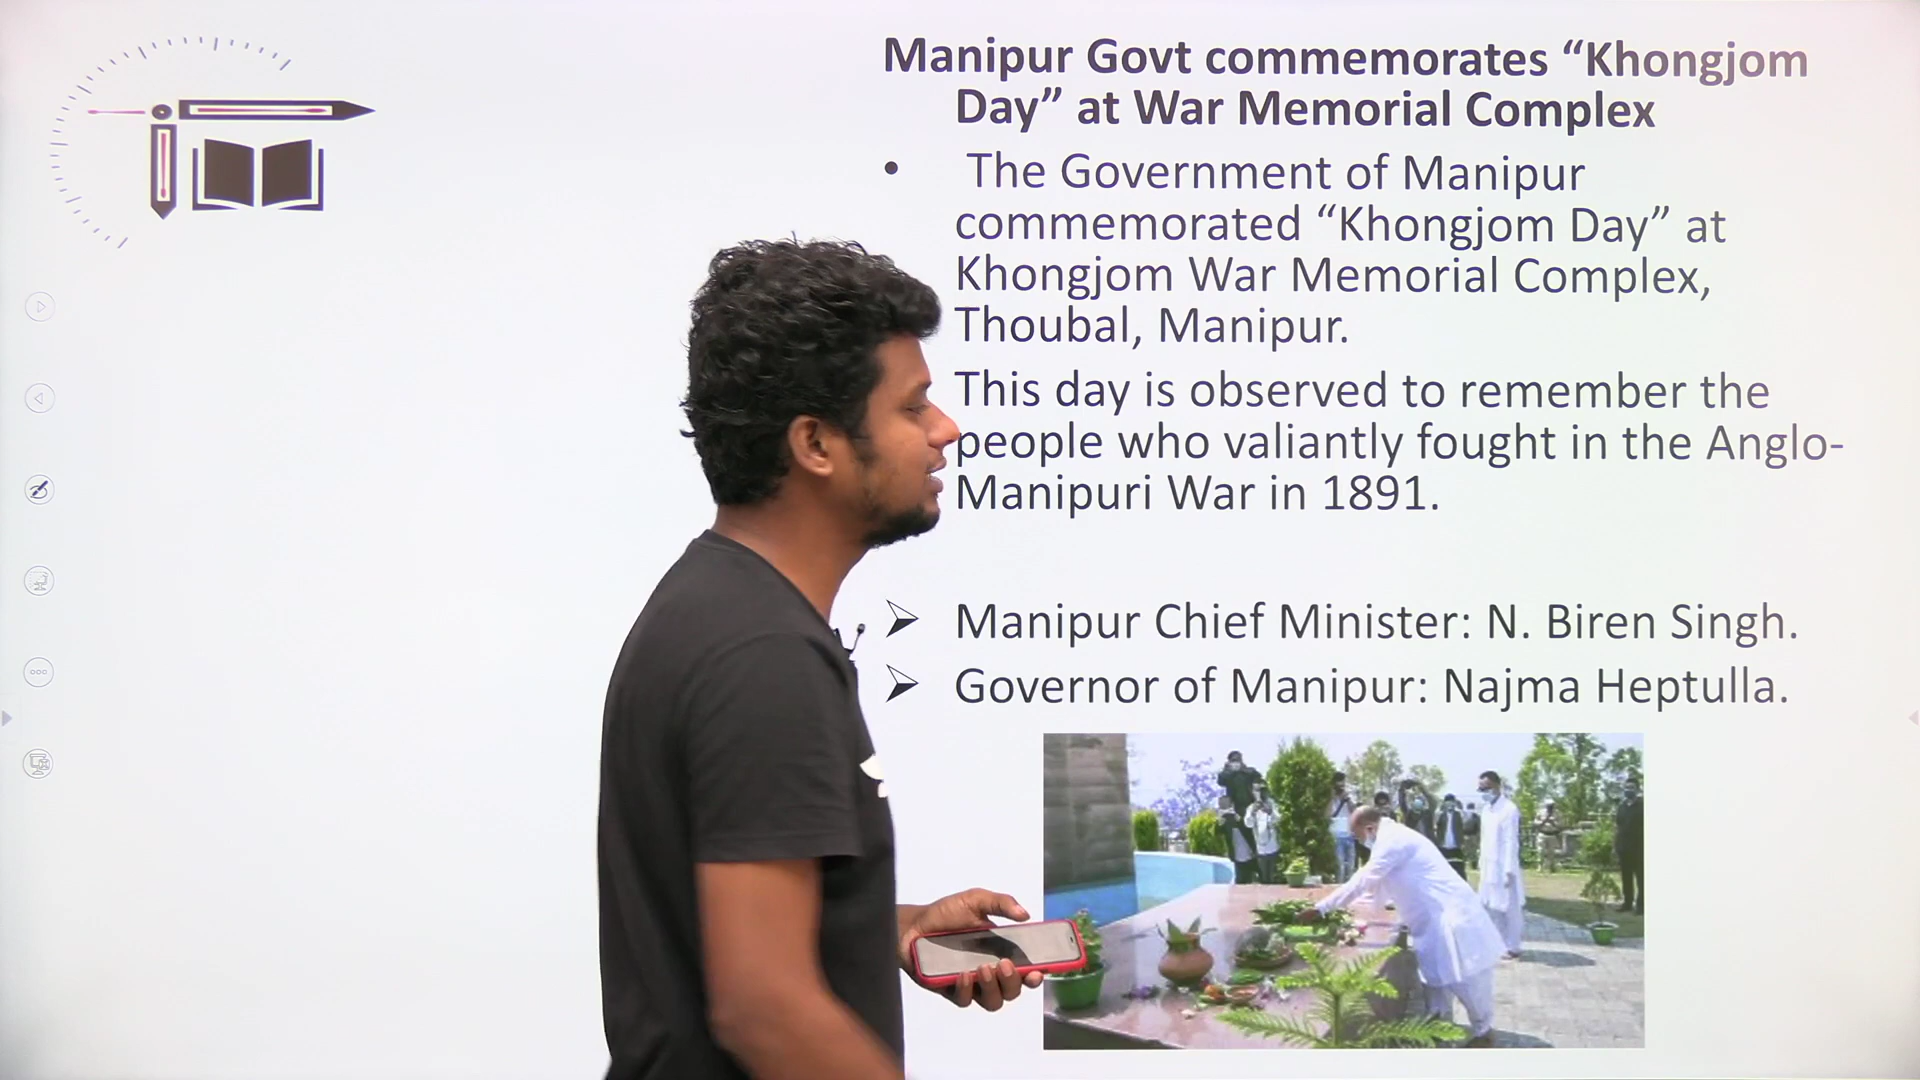 Manipur Govt commemorates “Khongjom
Day” at War Memorial Complex
• The Government of Manipur
commemorated “Khongjom Day” at
Khongjom War Memorial Complex,
Thoubal, Manipur.
This day is observed to remember the
people who valiantly fought in the Anglo-
Manipuri War in 1891.
➢ Manipur Chief Minister: N. Biren Singh.
➢ Governor of Manipur: Najma Heptulla.